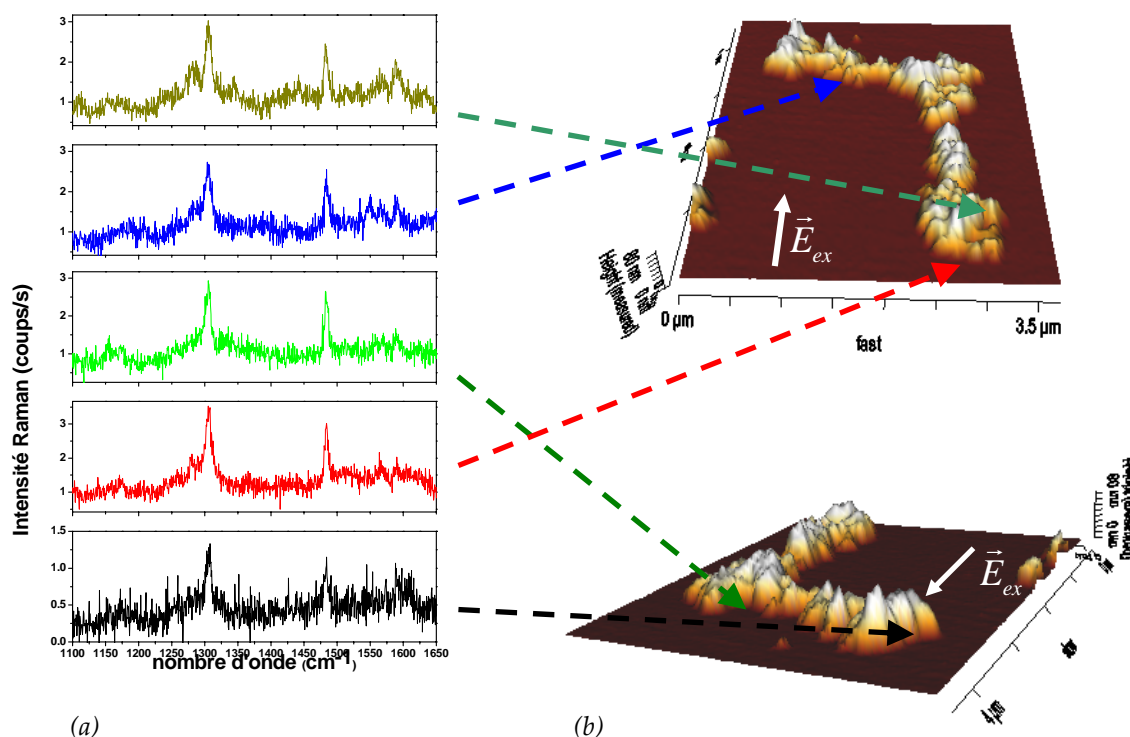 Intensité Raman (coups/s)
3
2
1
3
2
1
3
2
1
3
2
1
1.5
1.0
0.5
0.0
1100 1150 1200 1250 1300 1350 1400 1450 1500 1550 1600 1650
nombre d'onde (cm⁻¹)
(a)
E ex
80 nm
0 µm
3.5 µm
fast
E ex
4 µm
(b)